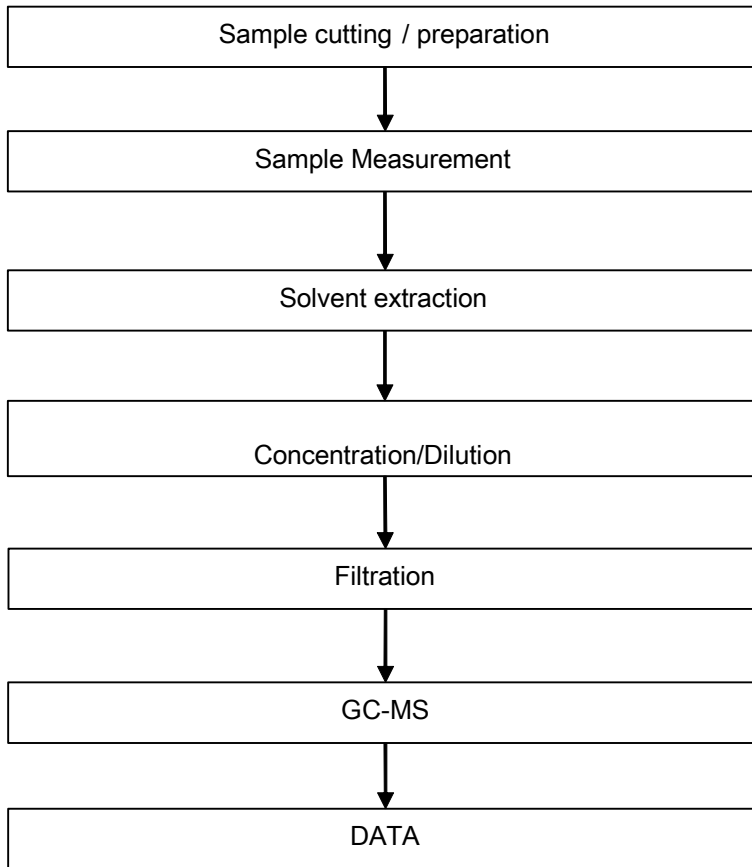 Sample cutting / preparation
Sample Measurement
Solvent extraction
Concentration/Dilution
Filtration
GC-MS
DATA